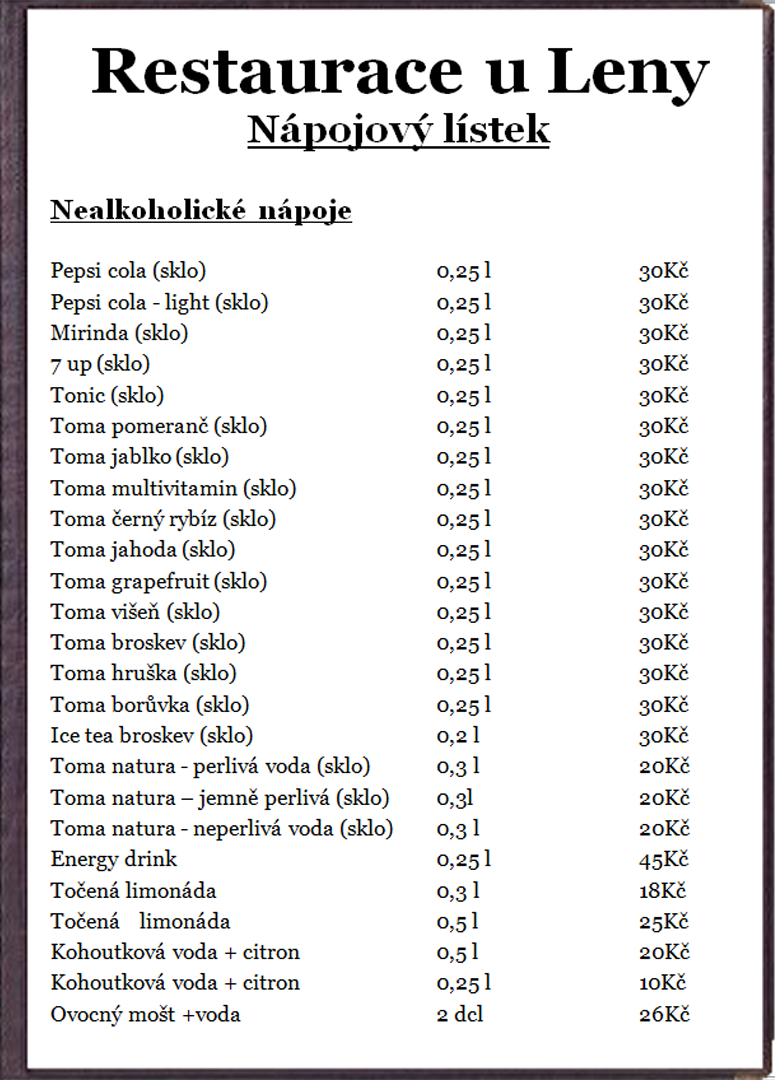 Restaurace u Leny
Nápojový lístek
Nealkoholické nápoje
Pepsi cola (sklo) 0,25 l 30Kč
Pepsi cola - light (sklo) 0,25 l 30Kč
Mirinda (sklo) 0,25 l 30Kč
7 up (sklo) 0,25 l 30Kč
Tonic (sklo) 0,25 l 30Kč
Toma pomeranč (sklo) 0,25 l 30Kč
Toma jablko (sklo) 0,25 l 30Kč
Toma multivitamin (sklo) 0,25 l 30Kč
Toma černý rybíz (sklo) 0,25 l 30Kč
Toma jahoda (sklo) 0,25 l 30Kč
Toma grapefruit (sklo) 0,25 l 30Kč
Toma višeň (sklo) 0,25 l 30Kč
Toma broskev (sklo) 0,25 l 30Kč
Toma hruška (sklo) 0,25 l 30Kč
Toma borůvka (sklo) 0,25 l 30Kč
Ice tea broskev (sklo) 0,2 l 30Kč
Toma natura - perlivá voda (sklo) 0,3 l 20Kč
Toma natura – jemně perlivá (sklo) 0,3l 20Kč
Toma natura - neperlivá voda (sklo) 0,3 l 20Kč
Energy drink 0,25 l 45Kč
Točená limonáda 0,3 l 18Kč
Točená limonáda 0,5 l 25Kč
Kohoutková voda + citron 0,5 l 20Kč
Kohoutková voda + citron 0,25 l 10Kč
Ovocný mošt +voda 2 dcl 26Kč